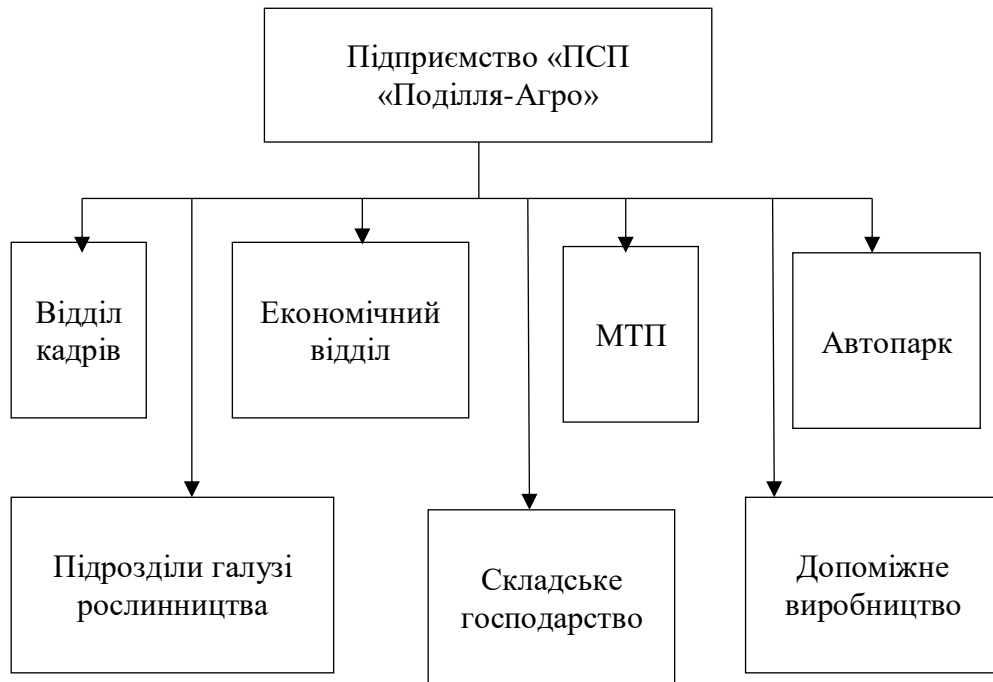 Підприємство «ПСП
«Поділля-Агро»
Відділ
кадрів
Економічний
відділ
МТП
Автопарк
Підрозділи галузі
рослинництва
Складське
господарство
Допоміжне
виробництво